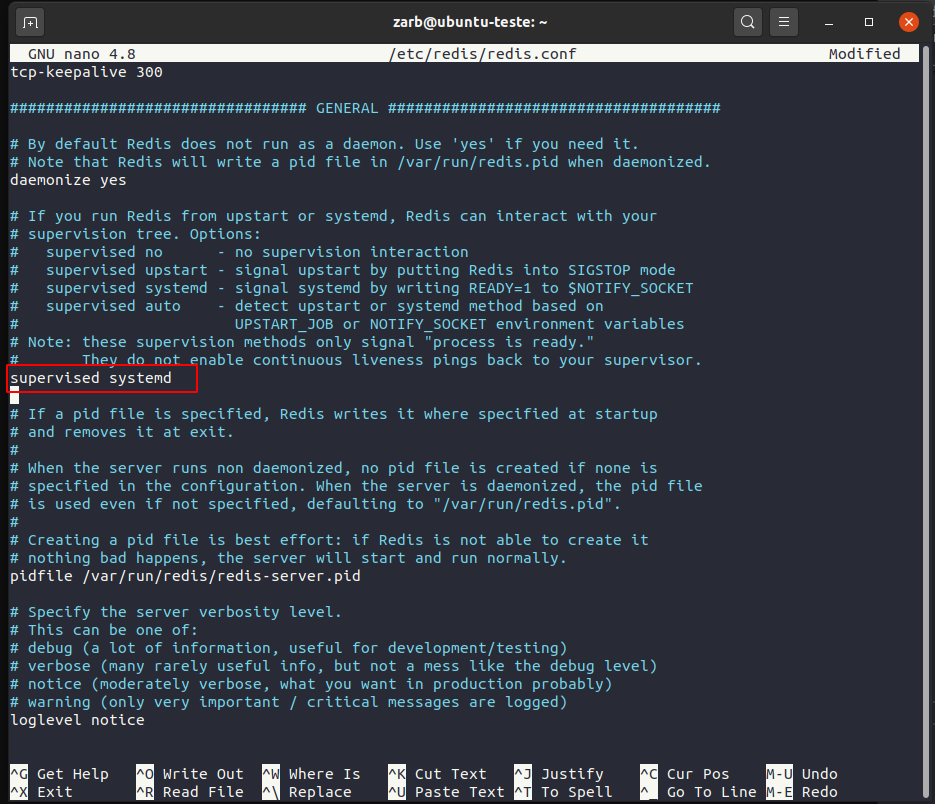 zarb@ubuntu-teste: ~
GNU nano 4.8 /etc/redis/redis.conf Modified
tcp-keepalive 300
################################# GENERAL #####################################
# By default Redis does not run as a daemon. Use 'yes' if you need it.
# Note that Redis will write a pid file in /var/run/redis.pid when daemonized.
daemonize yes
# If you run Redis from upstart or systemd, Redis can interact with your
# supervision tree. Options:
#   supervised no      - no supervision interaction
#   supervised upstart - signal upstart by putting Redis into SIGSTOP mode
#   supervised systemd - signal systemd by writing READY=1 to $NOTIFY_SOCKET
#   supervised auto    - detect upstart or systemd method based on
#                        UPSTART_JOB or NOTIFY_SOCKET environment variables
# Note: these supervision methods only signal "process is ready."
#       They do not enable continuous liveness pings back to your supervisor.
supervised systemd
# If a pid file is specified, Redis writes it where specified at startup
# and removes it at exit.
#
# When the server runs non daemonized, no pid file is created if none is
# specified in the configuration. When the server is daemonized, the pid file
# is used even if not specified, defaulting to "/var/run/redis.pid".
#
# Creating a pid file is best effort: if Redis is not able to create it
# nothing bad happens, the server will start and run normally.
pidfile /var/run/redis/redis-server.pid
# Specify the server verbosity level.
# This can be one of:
# debug (a lot of information, useful for development/testing)
# verbose (many rarely useful info, but not a mess like the debug level)
# notice (moderately verbose, what you want in production probably)
# warning (only very important / critical messages are logged)
loglevel notice
^G Get Help ^O Write Out ^W Where Is ^K Cut Text ^J Justify ^C Cur Pos M-U Undo
^X Exit ^R Read File ^\ Replace ^U Paste Text ^T To Spell ^_ Go To Line M-E Redo